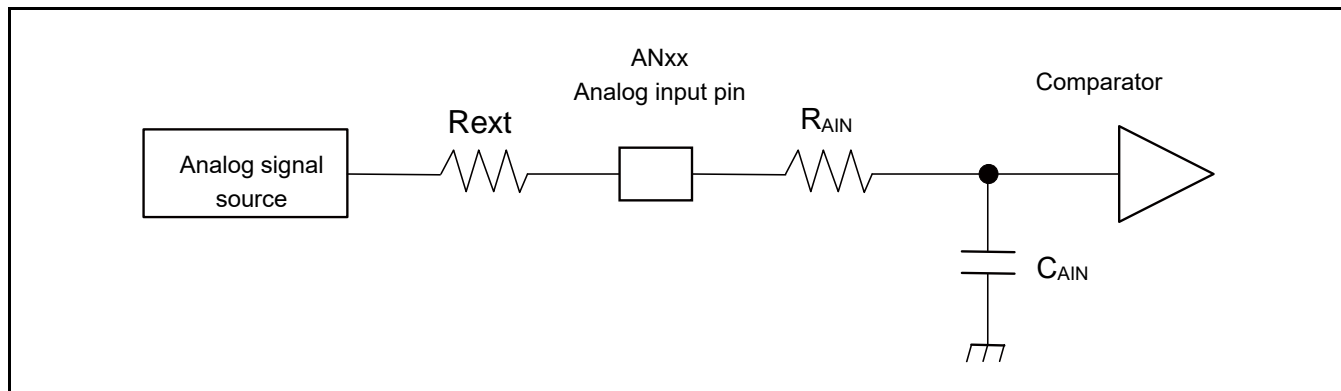 ANxx
Analog input pin
Comparator
Rext
RAIN
Analog signal
source
CAIN